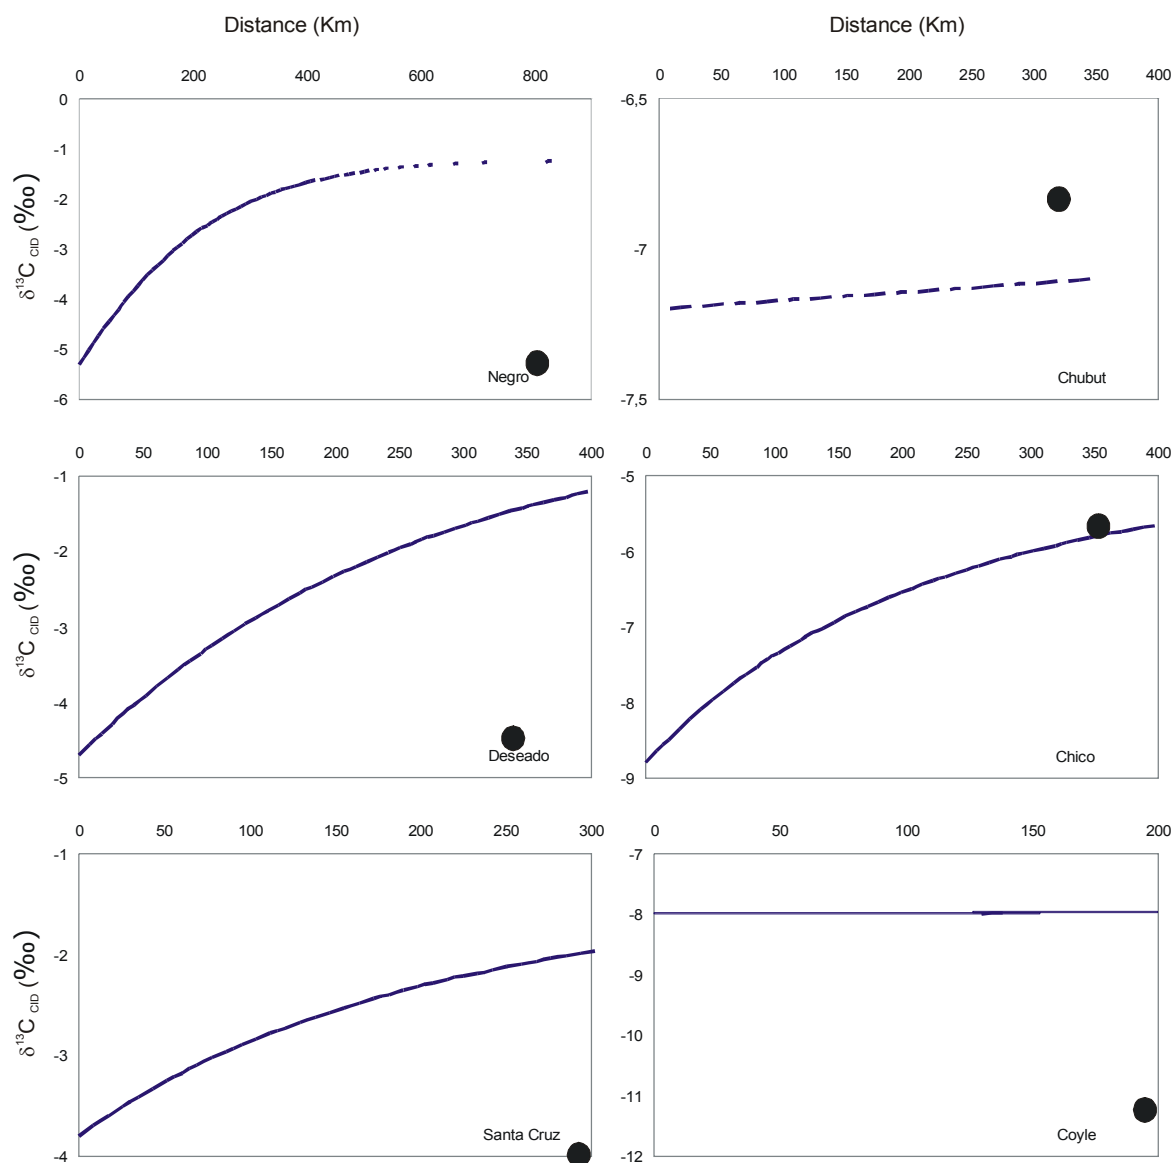 Distance (Km)
Distance (Km)
0 200 400 600 800
0 50 100 150 200 250 300 350 400
0
-1
-2
-3
-4
-5
-6
δ¹³C CID (‰)
Negro
-6,5
-7
-7,5
Chubut
0 50 100 150 200 250 300 350 400
0 50 100 150 200 250 300 350 400
-1
-2
-3
-4
-5
δ¹³C CID (‰)
Deseado
-5
-6
-7
-8
-9
Chico
0 50 100 150 200 250 300
0 50 100 150 200
-1
-2
-3
-4
δ¹³C CID (‰)
Santa Cruz
-7
-8
-9
-10
-11
-12
Coyle